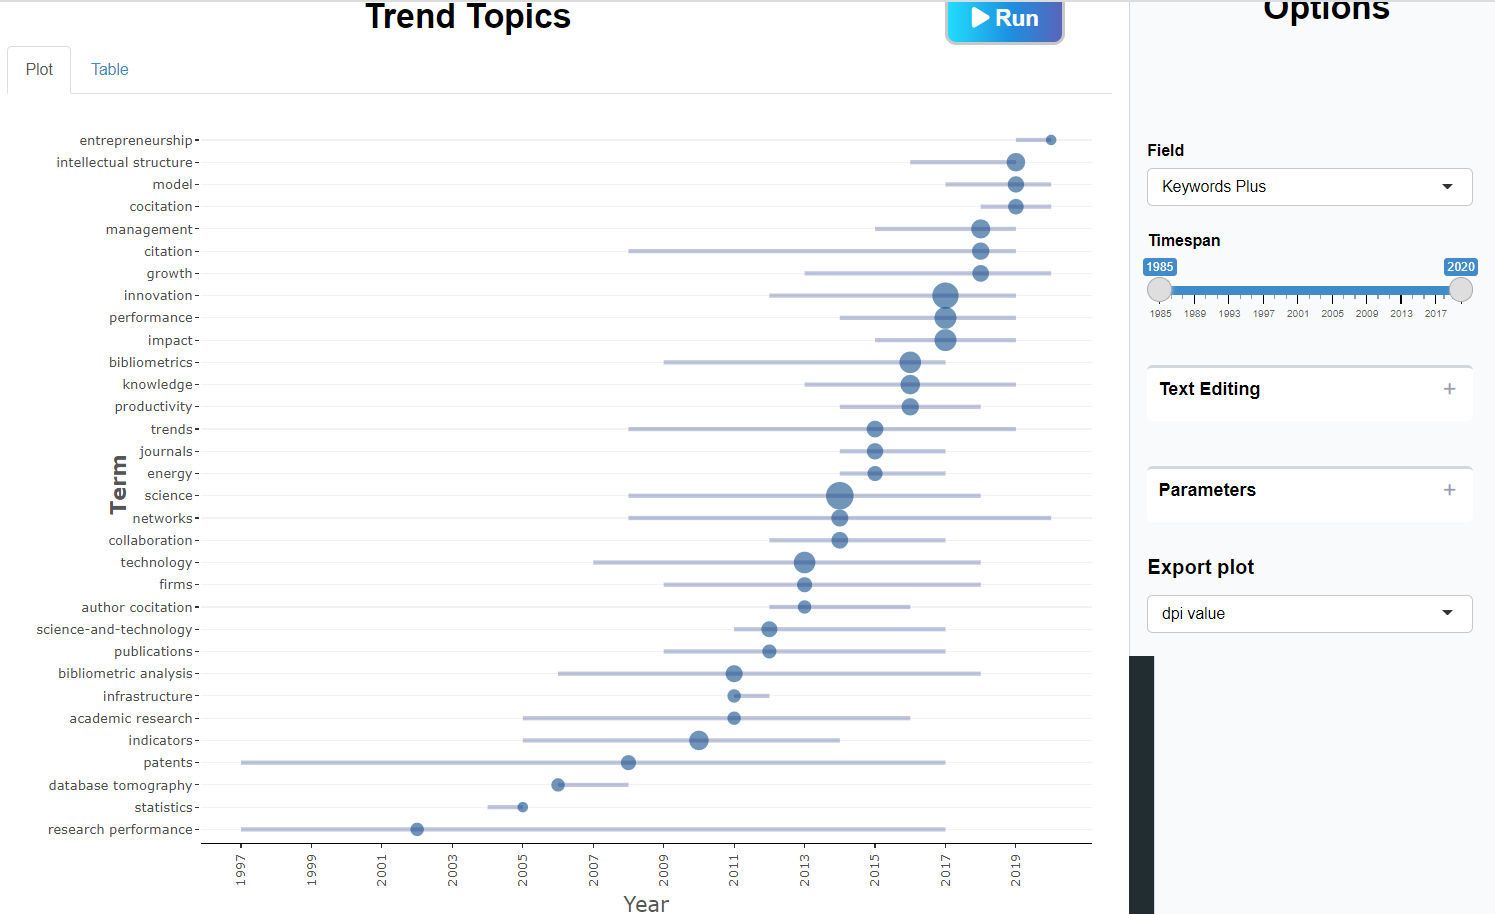 Trend Topics
Run
Options
Plot
Table
entrepreneurship
intellectual structure
model
cocitation
management
citation
growth
innovation
performance
impact
bibliometrics
knowledge
productivity
trends
journals
energy
science
networks
collaboration
technology
firms
author cocitation
science-and-technology
publications
bibliometric analysis
infrastructure
academic research
indicators
patents
database tomography
statistics
research performance
Term
1997
1999
2001
2003
2005
2007
2009
2011
2013
2015
2017
2019
Year
Field
Keywords Plus
Timespan
1985 2020
1985 1989 1993 1997 2001 2005 2009 2013 2017
Text Editing +
Parameters +
Export plot
dpi value